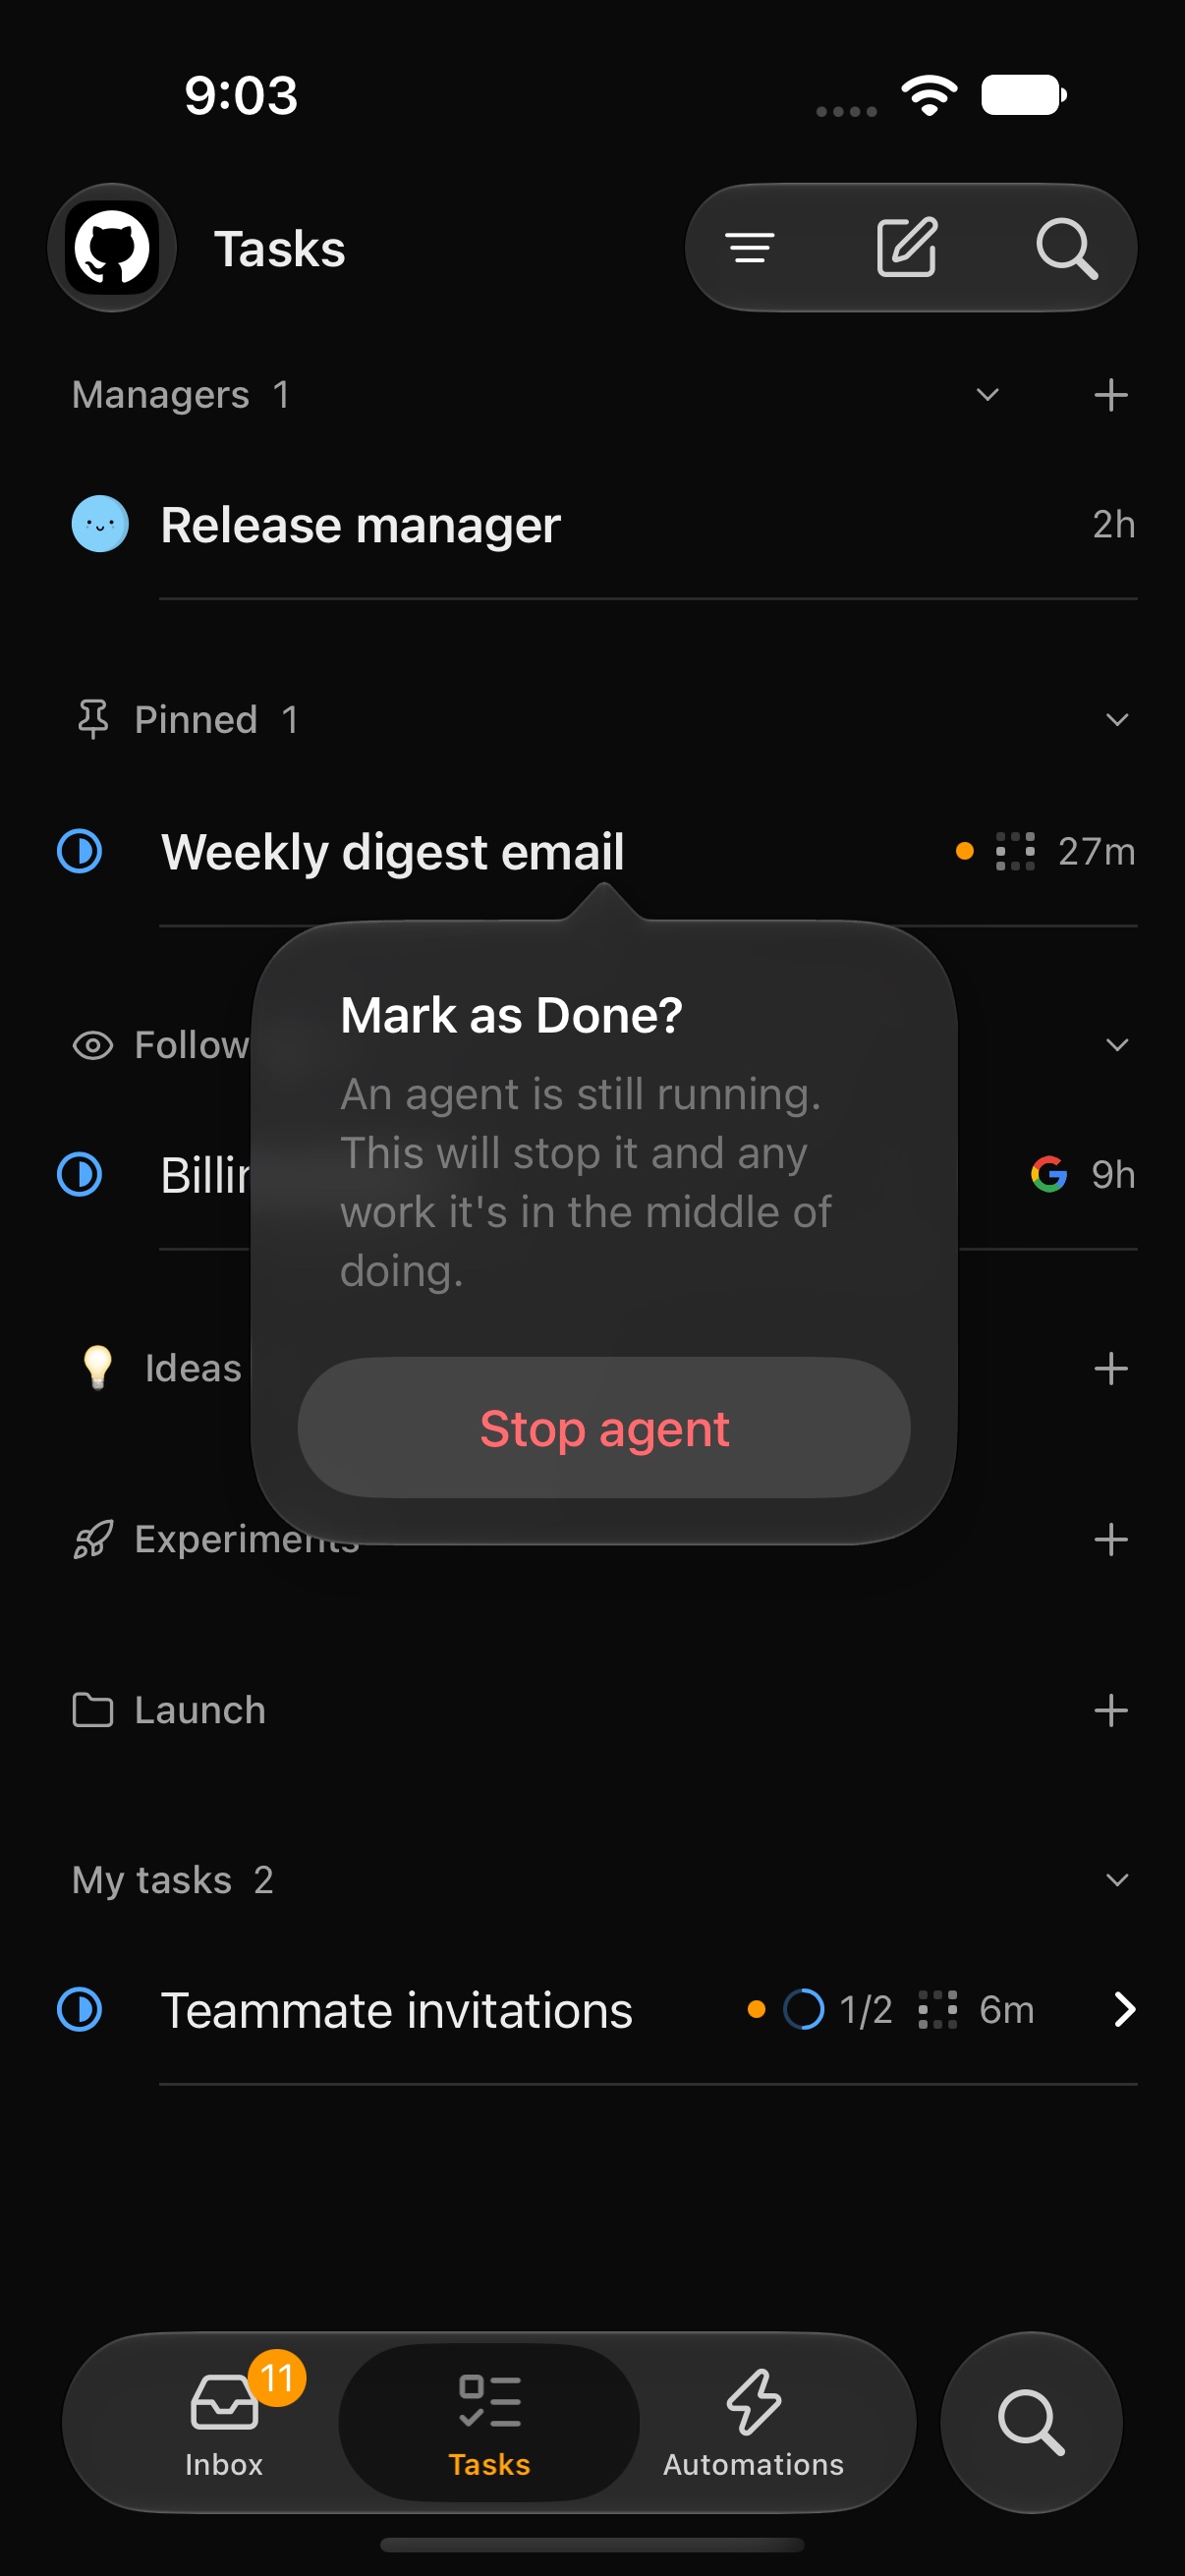 9:03
Tasks
Managers 1
Release manager 2h
Pinned 1
Weekly digest email 27m
Mark as Done?
An agent is still running.
This will stop it and any
work it's in the middle of
doing.
Stop agent
9h
Ideas
Experiments
Launch
My tasks 2
Teammate invitations 1/2 6m
11
Inbox
Tasks
Automations